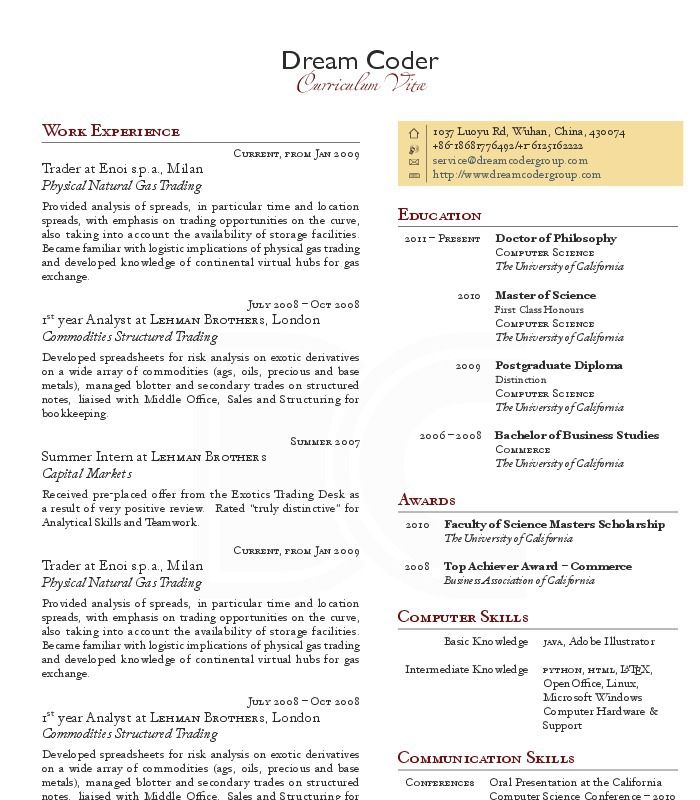 Dream Coder
Curriculum Vitæ
Work Experience
Current, from Jan 2009
Trader at Enoi s.p.a., Milan
Physical Natural Gas Trading
Provided analysis of spreads, in particular time and location
spreads, with emphasis on trading opportunities on the curve,
also taking into account the availability of storage facilities.
Became familiar with logistic implications of physical gas trading
and developed knowledge of continental virtual hubs for gas
exchange.
July 2008 – Oct 2008
1st year Analyst at Lehman Brothers, London
Commodities Structured Trading
Developed spreadsheets for risk analysis on exotic derivatives
on a wide array of commodities (ags, oils, precious and base
metals), managed blotter and secondary trades on structured
notes, liaised with Middle Office, Sales and Structuring for
bookkeeping.
Summer 2007
Summer Intern at Lehman Brothers
Capital Markets
Received pre-placed offer from the Exotics Trading Desk as
a result of very positive review. Rated "truly distinctive" for
Analytical Skills and Teamwork.
Current, from Jan 2009
Trader at Enoi s.p.a., Milan
Physical Natural Gas Trading
Provided analysis of spreads, in particular time and location
spreads, with emphasis on trading opportunities on the curve,
also taking into account the availability of storage facilities.
Became familiar with logistic implications of physical gas trading
and developed knowledge of continental virtual hubs for gas
exchange.
July 2008 – Oct 2008
1st year Analyst at Lehman Brothers, London
Commodities Structured Trading
Developed spreadsheets for risk analysis on exotic derivatives
on a wide array of commodities (ags, oils, precious and base
metals), managed blotter and secondary trades on structured
notes, liaised with Middle Office, Sales and Structuring for
1037 Luoyu Rd, Wuhan, China, 430074
+86-18681776492/+1-6125162222
service@dreamcodergroup.com
http://www.dreamcodergroup.com
Education
2011 – Present Doctor of Philosophy
Computer Science
The University of California
2010 Master of Science
First Class Honours
Computer Science
The University of California
2009 Postgraduate Diploma
Distinction
Computer Science
The University of California
2006 – 2008 Bachelor of Business Studies
Commerce
The University of California
Awards
2010 Faculty of Science Masters Scholarship
The University of California
2008 Top Achiever Award – Commerce
Business Association of California
Computer Skills
Basic Knowledge java, Adobe Illustrator
Intermediate Knowledge python, html, LaTeX,
OpenOffice, Linux,
Microsoft Windows
Computer Hardware &
Support
Communication Skills
Conferences Oral Presentation at the California
Computer Science Conference – 2010